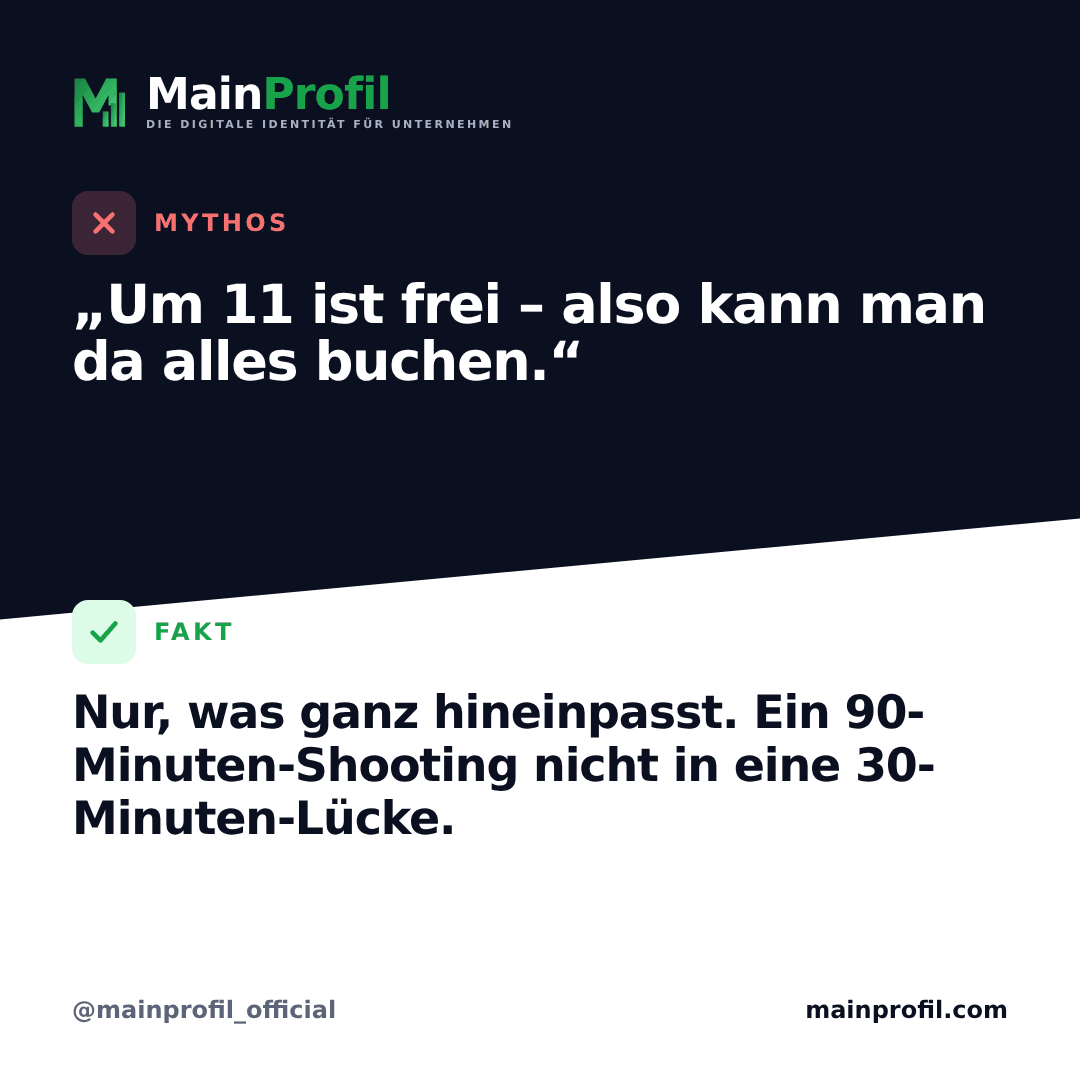 MainProfil
DIE DIGITALE IDENTITÄT FÜR UNTERNEHMEN
MYTHOS
„Um 11 ist frei – also kann man
da alles buchen.“
FAKT
Nur, was ganz hineinpasst. Ein 90-
Minuten-Shooting nicht in eine 30-
Minuten-Lücke.
@mainprofil_official
mainprofil.com